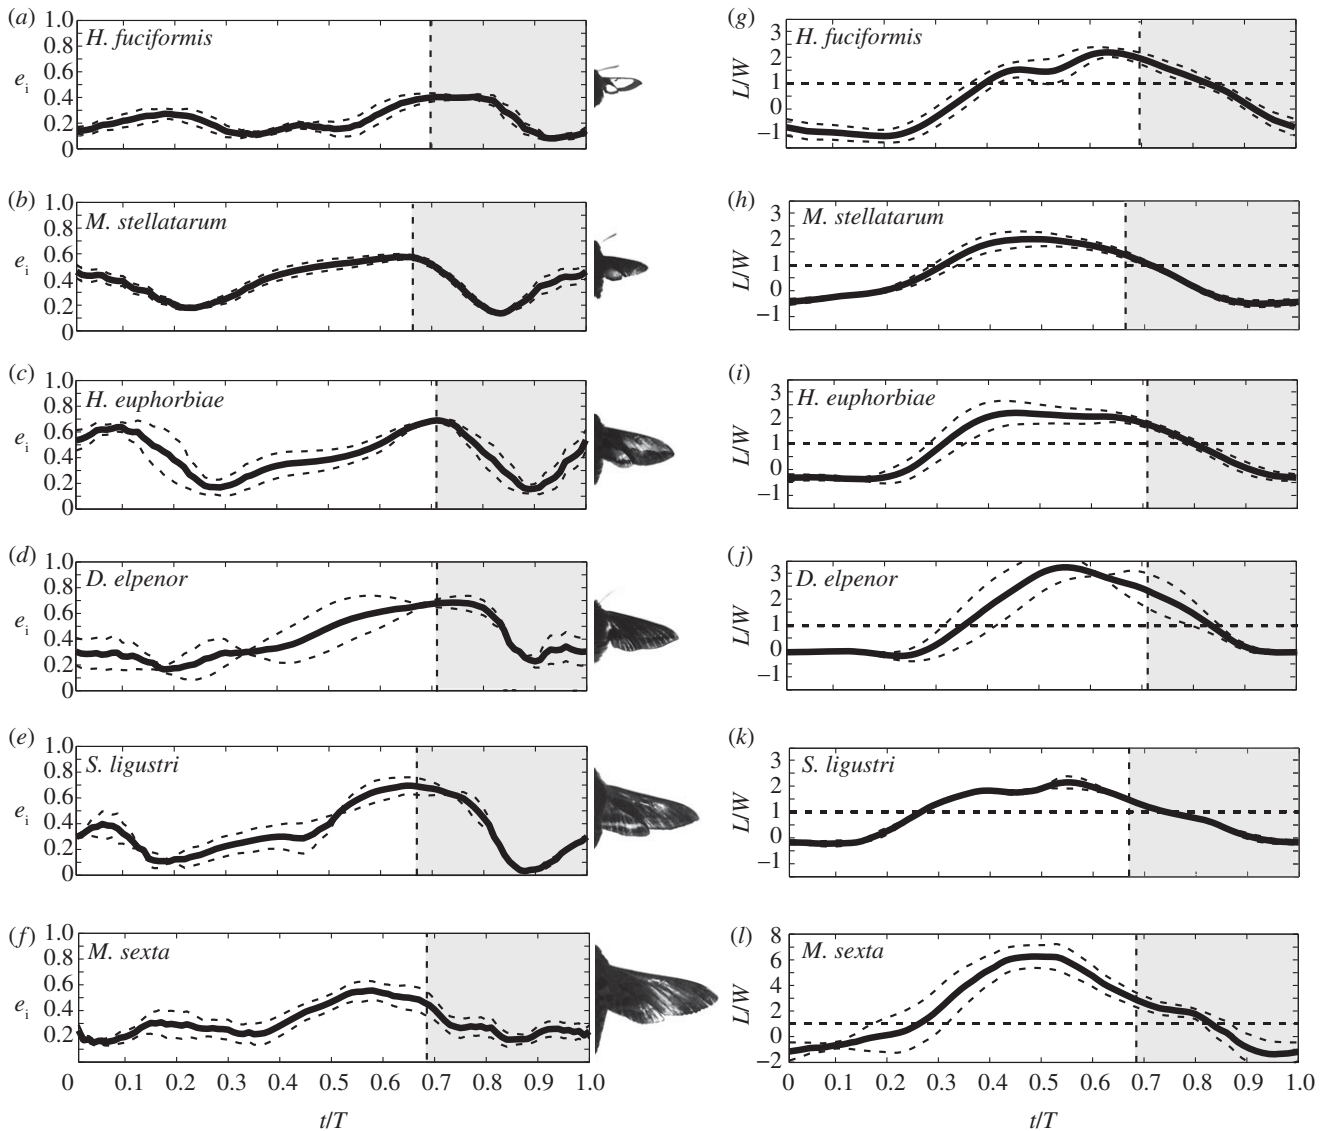 (a)
1.0
0.8
0.6
0.4
0.2
0
e_i
H. fuciformis
(g)
3
2
1
0
−1
L/W
H. fuciformis
(b)
1.0
0.8
0.6
0.4
0.2
0
e_i
M. stellatarum
(h)
3
2
1
0
−1
L/W
M. stellatarum
(c)
1.0
0.8
0.6
0.4
0.2
0
e_i
H. euphorbiae
(i)
3
2
1
0
−1
L/W
H. euphorbiae
(d)
1.0
0.8
0.6
0.4
0.2
0
e_i
D. elpenor
(j)
3
2
1
0
−1
L/W
D. elpenor
(e)
1.0
0.8
0.6
0.4
0.2
0
e_i
S. ligustri
(k)
3
2
1
0
−1
L/W
S. ligustri
(f)
1.0
0.8
0.6
0.4
0.2
e_i
M. sexta
0 0.1 0.2 0.3 0.4 0.5 0.6 0.7 0.8 0.9 1.0
t/T
(l)
8
6
4
2
0
−2
L/W
M. sexta
0 0.1 0.2 0.3 0.4 0.5 0.6 0.7 0.8 0.9 1.0
t/T